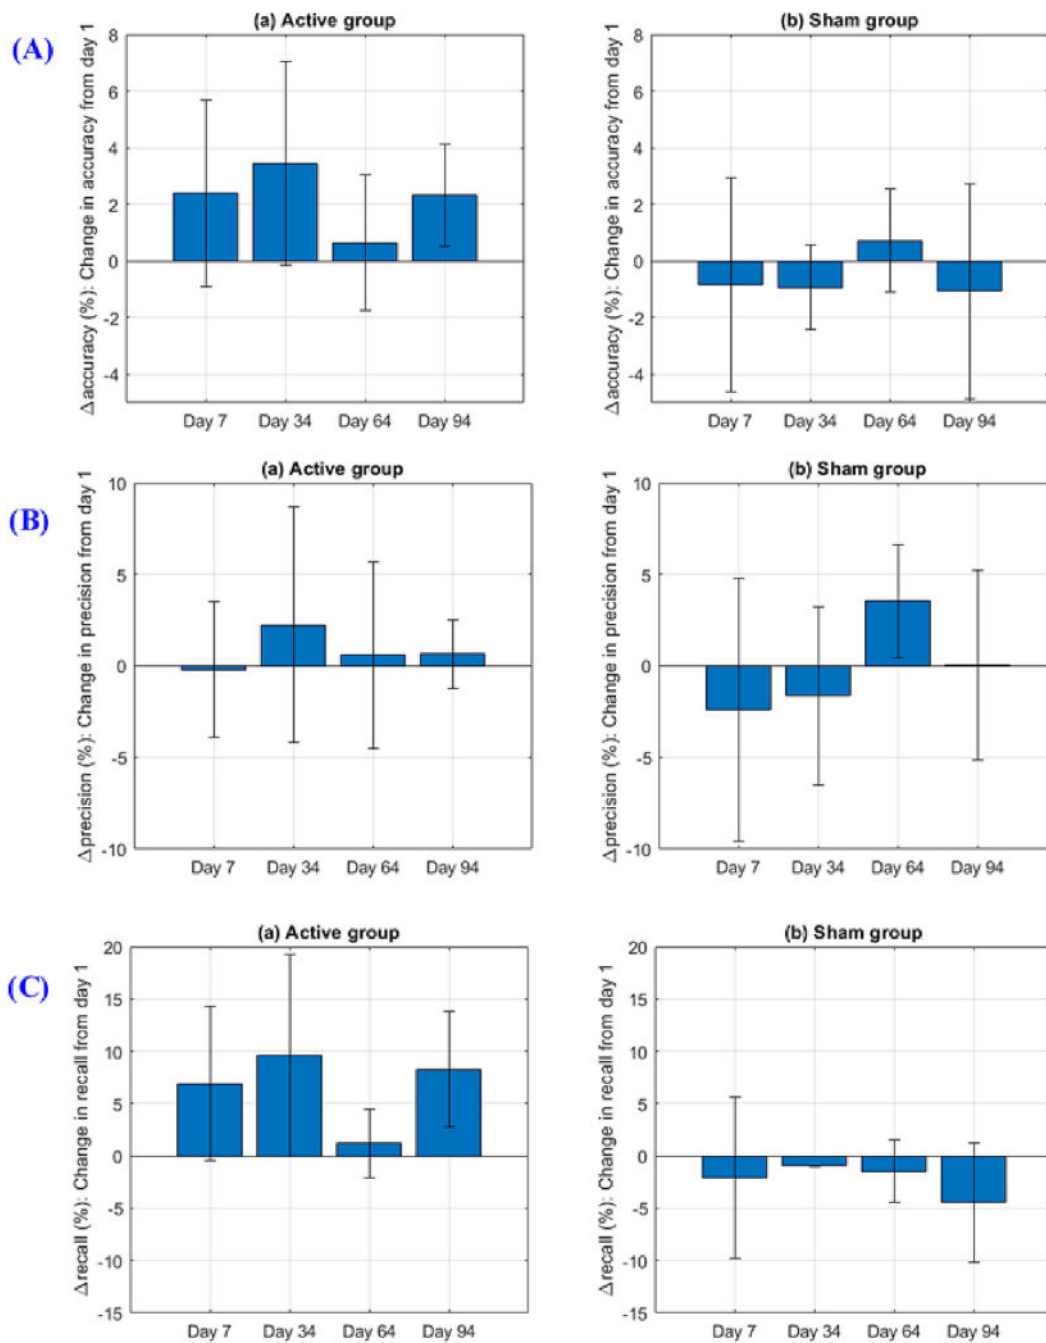 (A)
(a) Active group
Δaccuracy (%): Change in accuracy from day 1
8
6
4
2
0
-2
-4
Day 7 Day 34 Day 64 Day 94
(b) Sham group
Δaccuracy (%): Change in accuracy from day 1
8
6
4
2
0
-2
-4
Day 7 Day 34 Day 64 Day 94
(B)
(a) Active group
Δprecision (%): Change in precision from day 1
10
5
0
-5
-10
Day 7 Day 34 Day 64 Day 94
(b) Sham group
Δprecision (%): Change in precision from day 1
10
5
0
-5
-10
Day 7 Day 34 Day 64 Day 94
(C)
(a) Active group
Δrecall (%): Change in recall from day 1
20
15
10
5
0
-5
-10
-15
Day 7 Day 34 Day 64 Day 94
(b) Sham group
Δrecall (%): Change in recall from day 1
20
15
10
5
0
-5
-10
-15
Day 7 Day 34 Day 64 Day 94